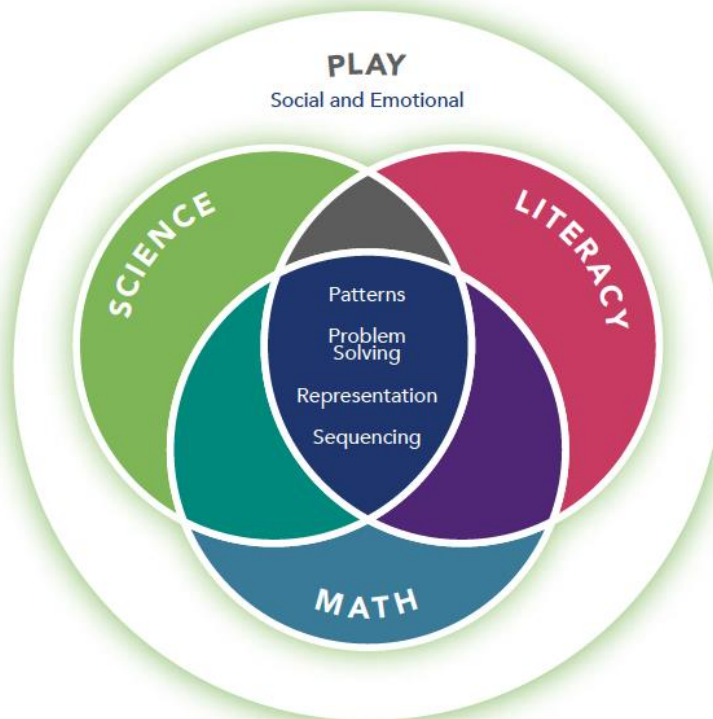 PLAY
Social and Emotional
SCIENCE
LITERACY
Patterns
Problem
Solving
Representation
Sequencing
MATH